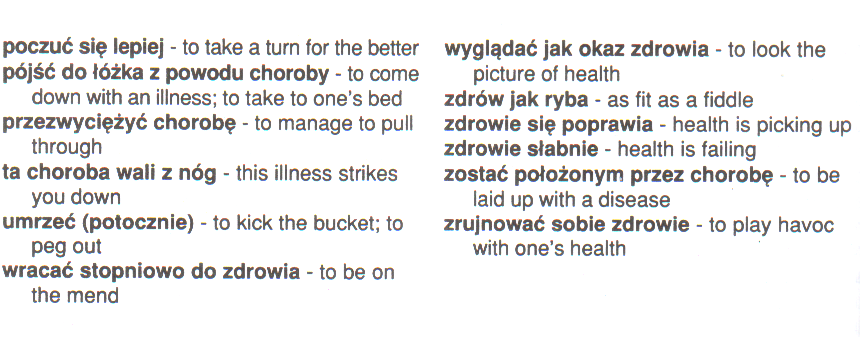 poczuć się lepiej - to take a turn for the better
pójść do łóżka z powodu choroby - to come
down with an illness; to take to one's bed
przezwyciężyć chorobę - to manage to pull
through
ta choroba wali z nóg - this illness strikes
you down
umrzeć (potocznie) - to kick the bucket; to
peg out
wracać stopniowo do zdrowia - to be on
the mend
wyglądać jak okaz zdrowia - to look the
picture of health
zdrów jak ryba - as fit as a fiddle
zdrowie się poprawia - health is picking up
zdrowie słabnie - health is failing
zostać położonym przez chorobę - to be
laid up with a disease
zrujnować sobie zdrowie - to play havoc
with one's health